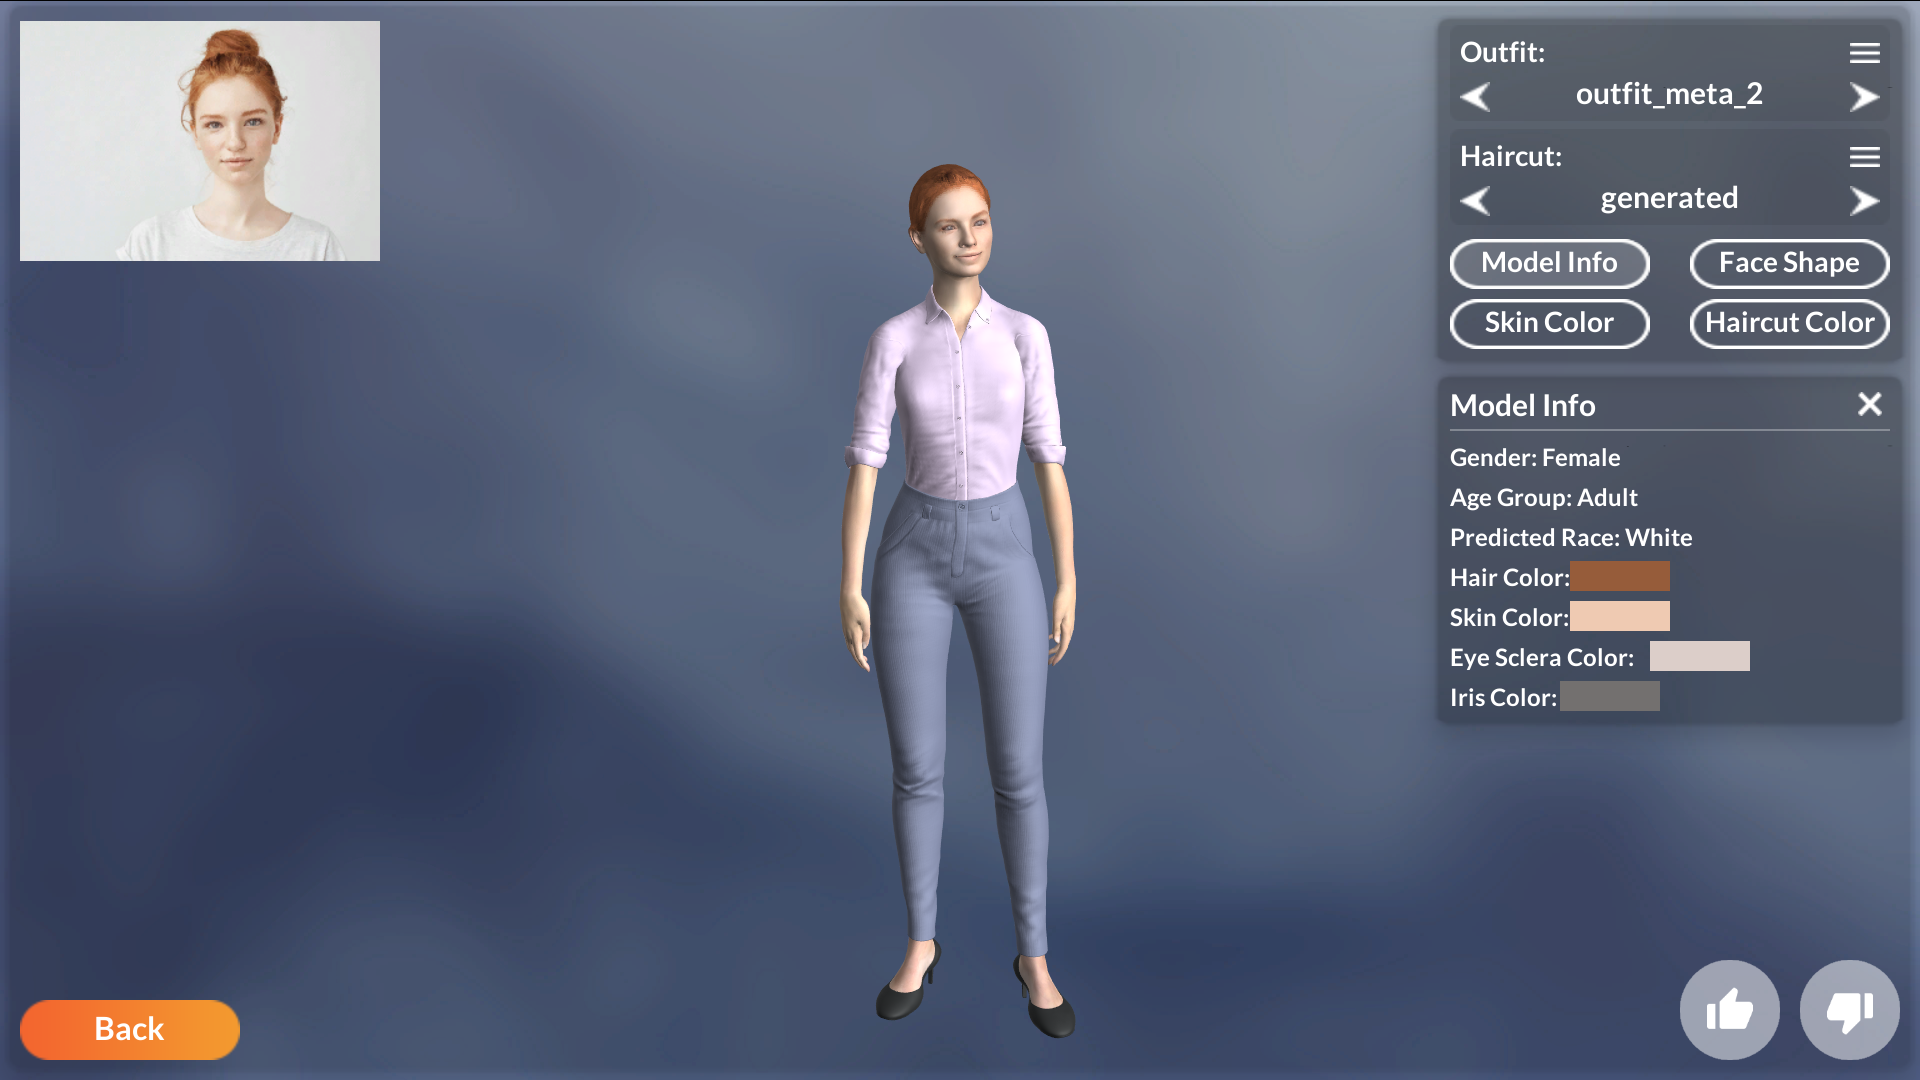 Outfit:
outfit_meta_2
Haircut:
generated
Model Info
Face Shape
Skin Color
Haircut Color
Model Info
Gender: Female
Age Group: Adult
Predicted Race: White
Hair Color:
Skin Color:
Eye Sclera Color:
Iris Color:
Back